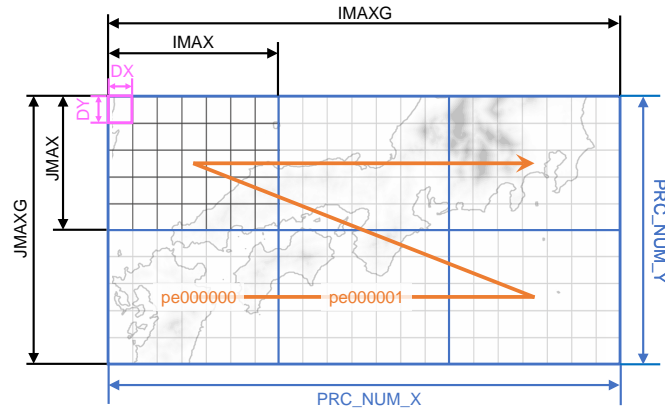 IMAXG
IMAX
DX
DY
JMAX
JMAXG
PRC_NUM_Y
pe000000
pe000001
PRC_NUM_X